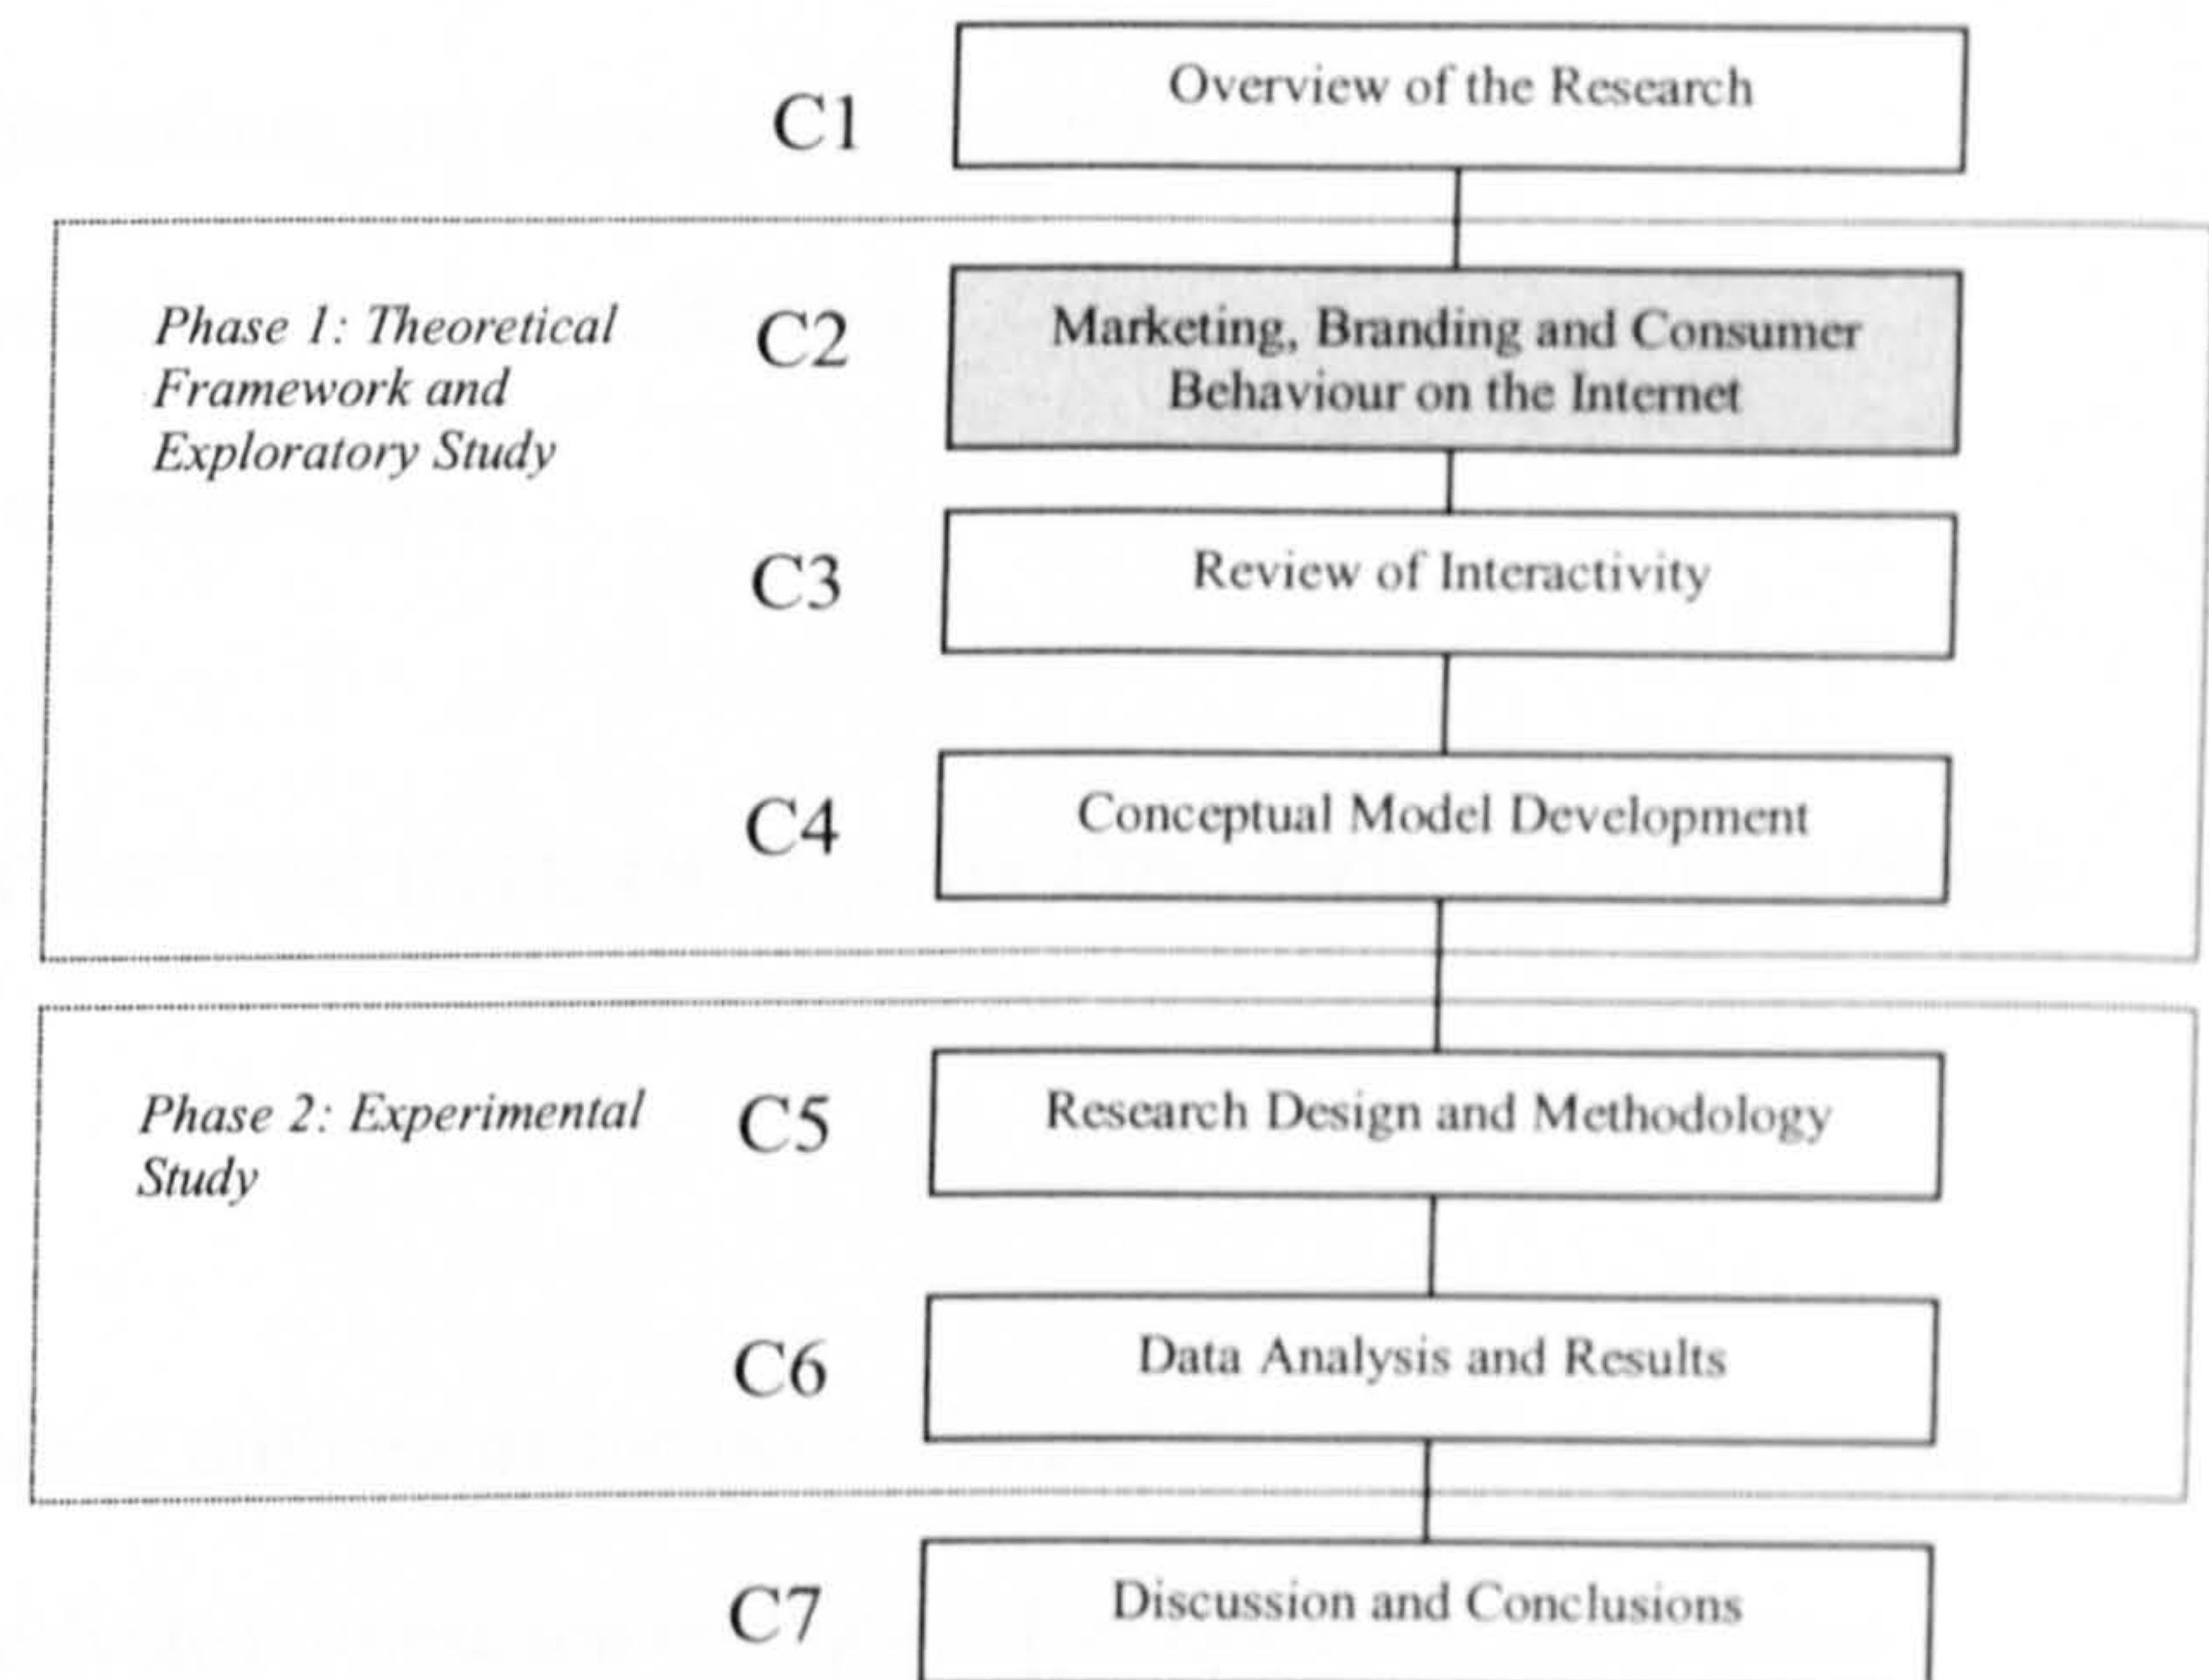 C1
Overview of the Research
Phase 1: Theoretical
Framework and
Exploratory Study
C2
Marketing, Branding and Consumer
Behaviour on the Internet
C3
Review of Interactivity
C4
Conceptual Model Development
Phase 2: Experimental
Study
C5
Research Design and Methodology
C6
Data Analysis and Results
C7
Discussion and Conclusions